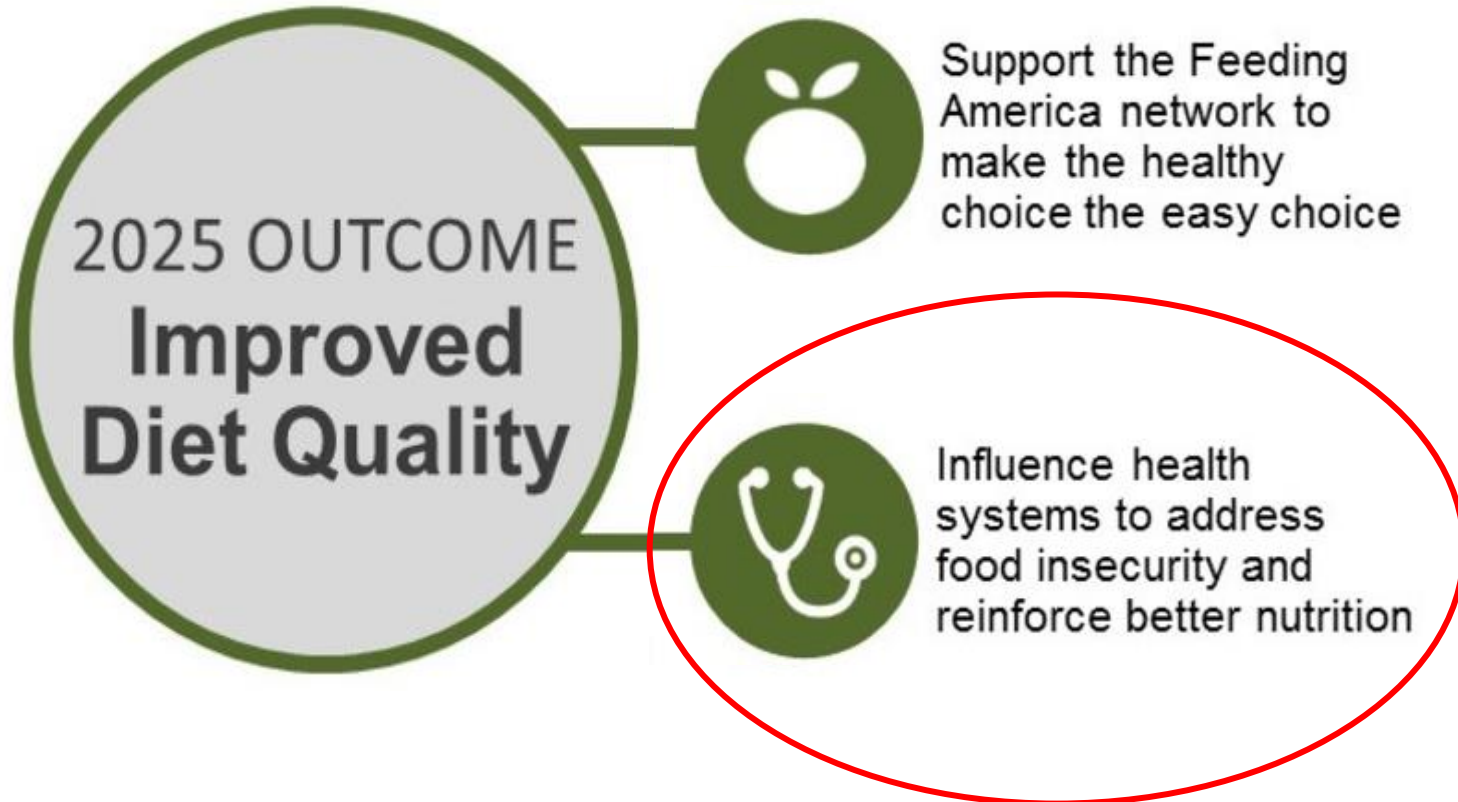 2025 OUTCOME
Improved
Diet Quality
Support the Feeding
America network to
make the healthy
choice the easy choice
Influence health
systems to address
food insecurity and
reinforce better nutrition